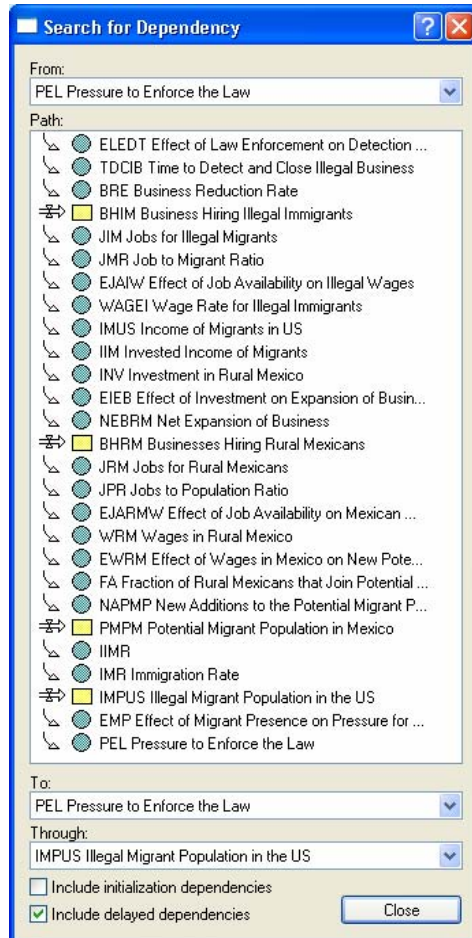 Search for Dependency
From:
PEL Pressure to Enforce the Law
Path:
ELEDT Effect of Law Enforcement on Detection ...
TDCIB Time to Detect and Close Illegal Business
BRE Business Reduction Rate
BHIM Business Hiring Illegal Immigrants
JIM Jobs for Illegal Migrants
JMR Job to Migrant Ratio
EJAIW Effect of Job Availability on Illegal Wages
WAGEI Wage Rate for Illegal Immigrants
IMUS Income of Migrants in US
IIM Invested Income of Migrants
INV Investment in Rural Mexico
EIEB Effect of Investment on Expansion of Busin...
NEBRM Net Expansion of Business
BHRM Businesses Hiring Rural Mexicans
JRM Jobs for Rural Mexicans
JPR Jobs to Population Ratio
EJARMW Effect of Job Availability on Mexican ...
WRM Wages in Rural Mexico
EWRM Effect of Wages in Mexico on New Pote...
FA Fraction of Rural Mexicans that Join Potential ...
NAPMP New Additions to the Potential Migrant P...
PMPM Potential Migrant Population in Mexico
IIMR
IMR Immigration Rate
IMPUS Illegal Migrant Population in the US
EMP Effect of Migrant Presence on Pressure for ...
PEL Pressure to Enforce the Law
To:
PEL Pressure to Enforce the Law
Through:
IMPUS Illegal Migrant Population in the US
Include initialization dependencies
Include delayed dependencies
Close